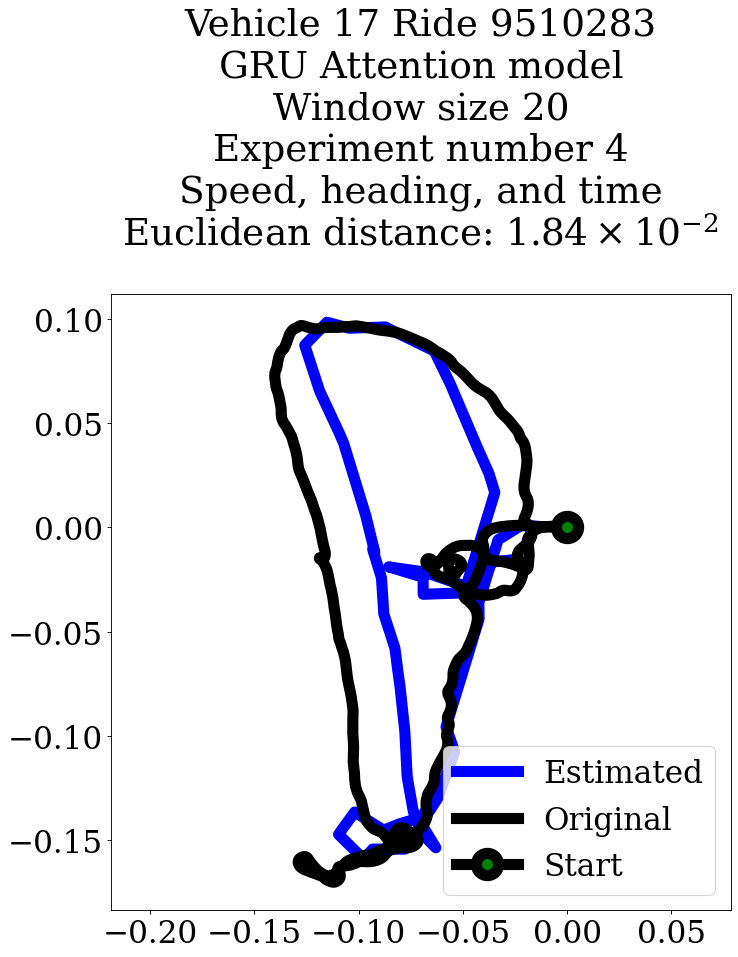 Vehicle 17 Ride 9510283
GRU Attention model
Window size 20
Experiment number 4
Speed, heading, and time
Euclidean distance: 1.84 × 10⁻²
0.10
0.05
0.00
−0.05
−0.10
−0.15
Estimated
Original
Start
−0.20 −0.15 −0.10 −0.05 0.00 0.05